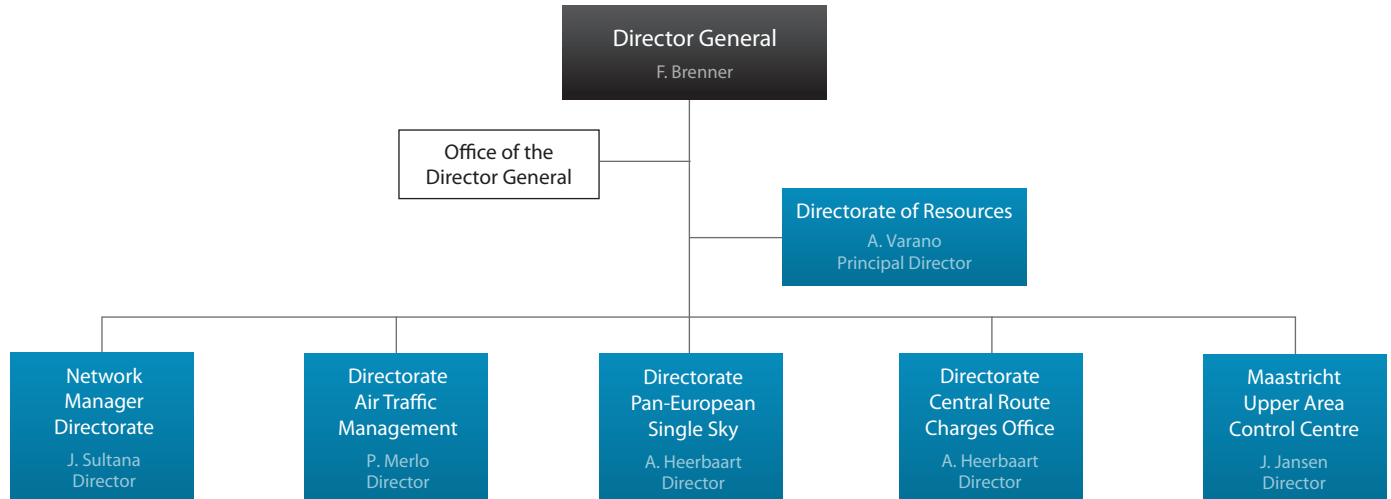 Director General
F. Brenner
Office of the
Director General
Directorate of Resources
A. Varano
Principal Director
Network
Manager
Directorate
J. Sultana
Director
Directorate
Air Traffic
Management
P. Merlo
Director
Directorate
Pan-European
Single Sky
A. Heerbaart
Director
Directorate
Central Route
Charges Office
A. Heerbaart
Director
Maastricht
Upper Area
Control Centre
J. Jansen
Director